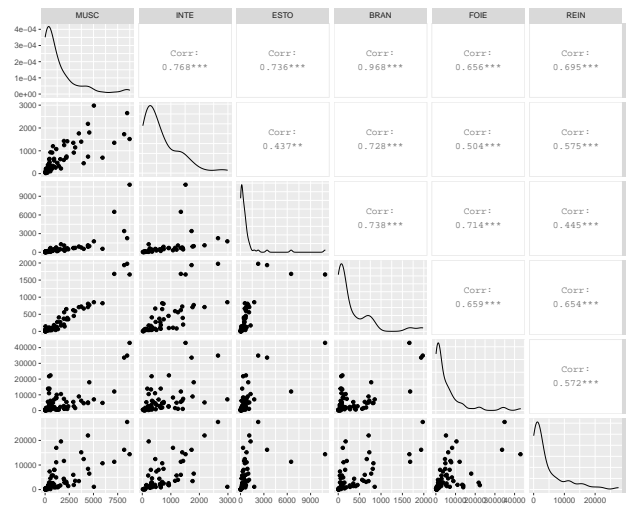 MUSC INTE ESTO BRAN FOIE REIN
4e−04
3e−04
2e−04
1e−04
0e+00
Corr:
0.768***
Corr:
0.736***
Corr:
0.968***
Corr:
0.656***
Corr:
0.695***
3000
2000
1000
0
Corr:
0.437**
Corr:
0.728***
Corr:
0.504***
Corr:
0.575***
9000
6000
3000
0
Corr:
0.738***
Corr:
0.714***
Corr:
0.445***
2000
1500
1000
500
0
Corr:
0.659***
Corr:
0.654***
40000
30000
20000
10000
0
Corr:
0.572***
20000
10000
0
0 2500 5000 7500 0 1000 2000 3000 0 3000 6000 9000 0 500 1000 1500 2000 0 10000 20000 30000 40000 0 10000 20000